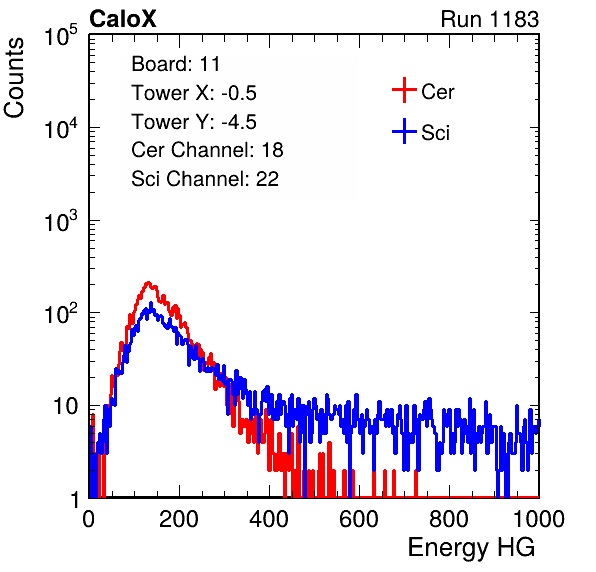 CaloX Run 1183
Counts
10^5
10^4
10^3
10^2
10
1
Board: 11
Tower X: -0.5
Tower Y: -4.5
Cer Channel: 18
Sci Channel: 22
Cer
Sci
0 200 400 600 800 1000
Energy HG